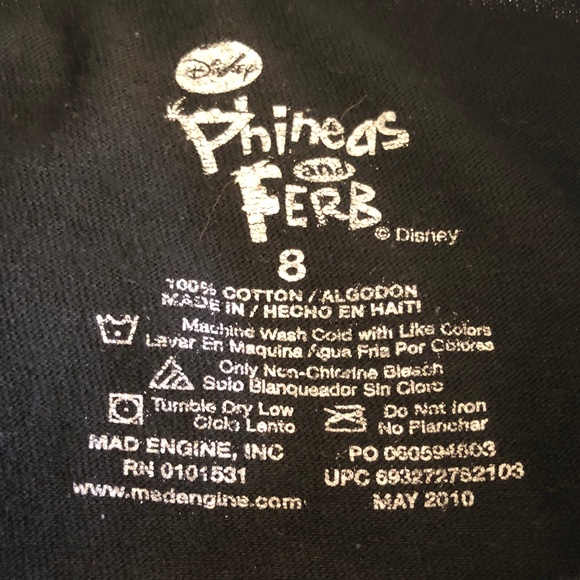 Disney
Phineas
and
FERB
© Disney
8
100% COTTON / ALGODON
MADE IN / HECHO EN HAITI
Machine Wash Cold with Like Colors
Lavar En Maquina Agua Fria Por Colores
Only Non-Chlorine Bleach
Solo Blanqueador Sin Cloro
Tumble Dry Low
Ciclo Lento
Do Not Iron
No Planchar
MAD ENGINE, INC
RN 0101531
www.madengine.com
PO 060594603
UPC 693272782103
MAY 2010